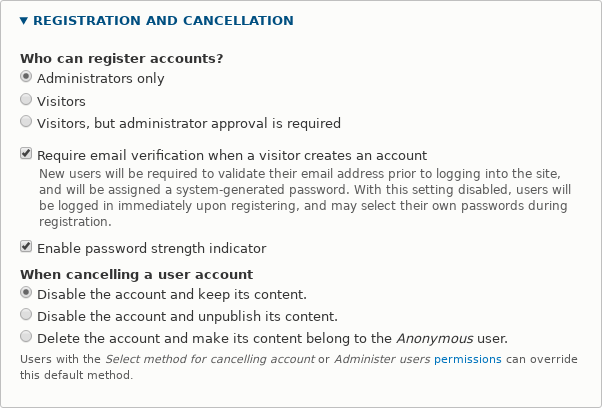 REGISTRATION AND CANCELLATION
Who can register accounts?
Administrators only
Visitors
Visitors, but administrator approval is required
Require email verification when a visitor creates an account
New users will be required to validate their email address prior to logging into the site,
and will be assigned a system-generated password. With this setting disabled, users will
be logged in immediately upon registering, and may select their own passwords during
registration.
Enable password strength indicator
When cancelling a user account
Disable the account and keep its content.
Disable the account and unpublish its content.
Delete the account and make its content belong to the Anonymous user.
Users with the Select method for cancelling account or Administer users permissions can override
this default method.